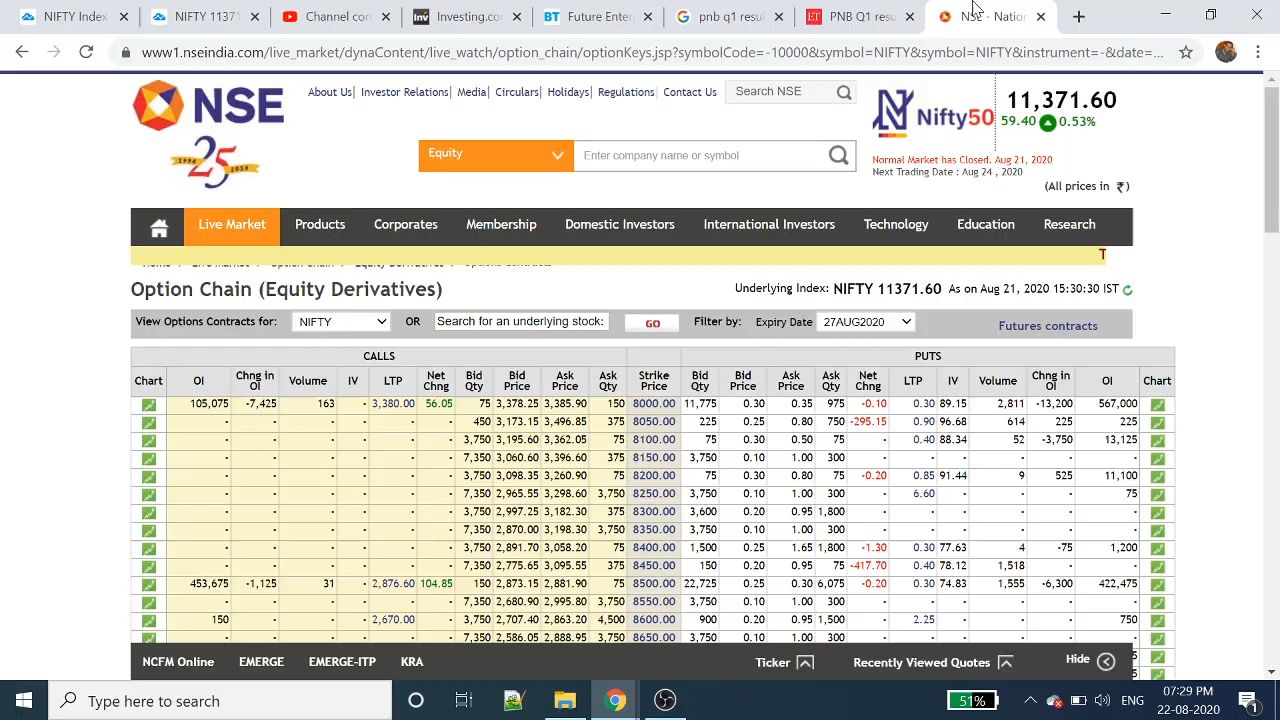 NIFTY Index
NIFTY 11371
Channel con
Investing.co
Future Enter
pnb q1 resu
PNB Q1 resu
NSE - Nation
www1.nseindia.com/live_market/dynaContent/live_watch/option_chain/optionKeys.jsp?symbolCode=-10000&symbol=NIFTY&symbol=NIFTY&instrument=-&date=...
NSE
About Us| Investor Relations| Media| Circulars| Holidays| Regulations| Contact Us
Search NSE
Nifty50
11,371.60
59.40 0.53%
Equity
Enter company name or symbol
Normal Market has Closed. Aug 21, 2020
Next Trading Date : Aug 24 , 2020
(All prices in ₹)
Live Market Products Corporates Membership Domestic Investors International Investors Technology Education Research
T
Option Chain (Equity Derivatives)
Underlying Index: NIFTY 11371.60 As on Aug 21, 2020 15:30:30 IST
View Options Contracts for: NIFTY OR Search for an underlying stock: GO Filter by: Expiry Date 27AUG2020 Futures contracts
CALLS PUTS
Chart OI Chng in OI Volume IV LTP Net Chng Bid Qty Bid Price Ask Price Ask Qty Strike Price Bid Qty Bid Price Ask Price Ask Qty Net Chng LTP IV Volume Chng in OI OI Chart
105,075 -7,425 163 - 3,380.00 56.05 75 3,378.25 3,385.90 150 8000.00 11,775 0.30 0.35 975 -0.10 0.30 89.15 2,811 -13,200 567,000
- - - - - - 450 3,173.15 3,496.85 375 8050.00 225 0.25 0.80 750 -295.15 0.90 96.68 614 225 225
- - - - - - 3,750 3,195.60 3,362.05 75 8100.00 75 0.30 0.50 75 - 0.40 88.34 52 -3,750 13,125
- - - - - - 7,350 3,060.60 3,396.60 375 8150.00 3,750 0.10 1.00 300 - - - - - -
- - - - - - 75 3,098.35 3,260.90 375 8200.00 75 0.30 0.80 75 -0.20 0.85 91.44 9 525 11,100
- - - - - - 7,350 2,965.55 3,298.60 3,750 8250.00 3,750 0.10 1.00 300 - 6.60 - - - 75
- - - - - - 3,750 2,997.25 3,182.30 375 8300.00 3,600 0.20 0.95 1,800 - - - - - -
- - - - - - 7,350 2,870.00 3,198.30 375 8350.00 3,750 0.10 1.00 300 - - - - - -
- - - - - - 3,750 2,891.70 3,058.20 75 8400.00 1,500 0.25 1.65 1,800 -1.30 0.30 77.63 4 -75 1,200
- - - - - - 3,750 2,775.65 3,095.55 375 8450.00 150 0.20 0.95 75 -417.70 0.40 78.12 1,518 - -
453,675 -1,125 31 - 2,876.60 104.85 150 2,873.15 2,881.90 75 8500.00 22,725 0.25 0.30 6,075 -0.20 0.30 74.83 1,555 -6,300 422,475
- - - - - - 7,350 2,680.90 2,995.80 3,750 8550.00 3,750 0.10 1.00 300 - - - - - -
150 - - - 2,670.00 - 3,750 2,707.40 2,863.20 4,500 8600.00 900 0.20 0.95 1,500 - 2.25 - - - 750
- - - - - - 7,350 2,586.05 2,888.95 3,750 8650.00 3,750 0.10 1.00 300 - - - - - -
NCFM Online EMERGE EMERGE-ITP KRA Ticker Recently Viewed Quotes Hide
Type here to search
51%
ENG
07:29 PM
22-08-2020
1